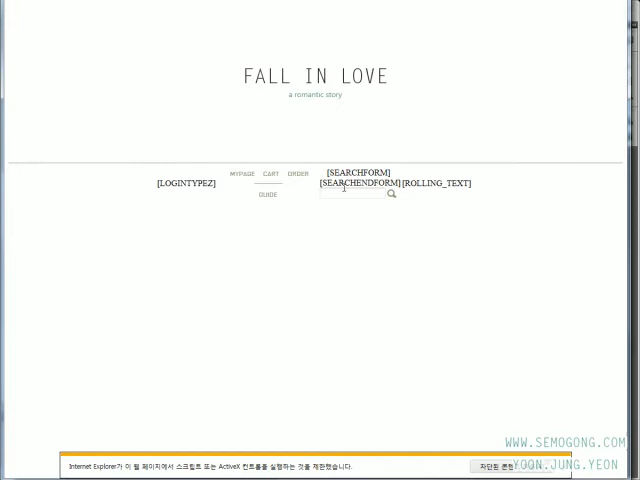 FALL IN LOVE
a romantic story
MYPAGE CART ORDER
[SEARCHFORM]
[LOGINTYPEZ]
[SEARCHENDFORM] [ROLLING_TEXT]
GUIDE
WWW.SEMOGONG.COM
YOON.JUNG.YEON
Internet Explorer가 이 웹 페이지에서 스크립트 또는 ActiveX 컨트롤을 실행하는 것을 제한했습니다.
차단된